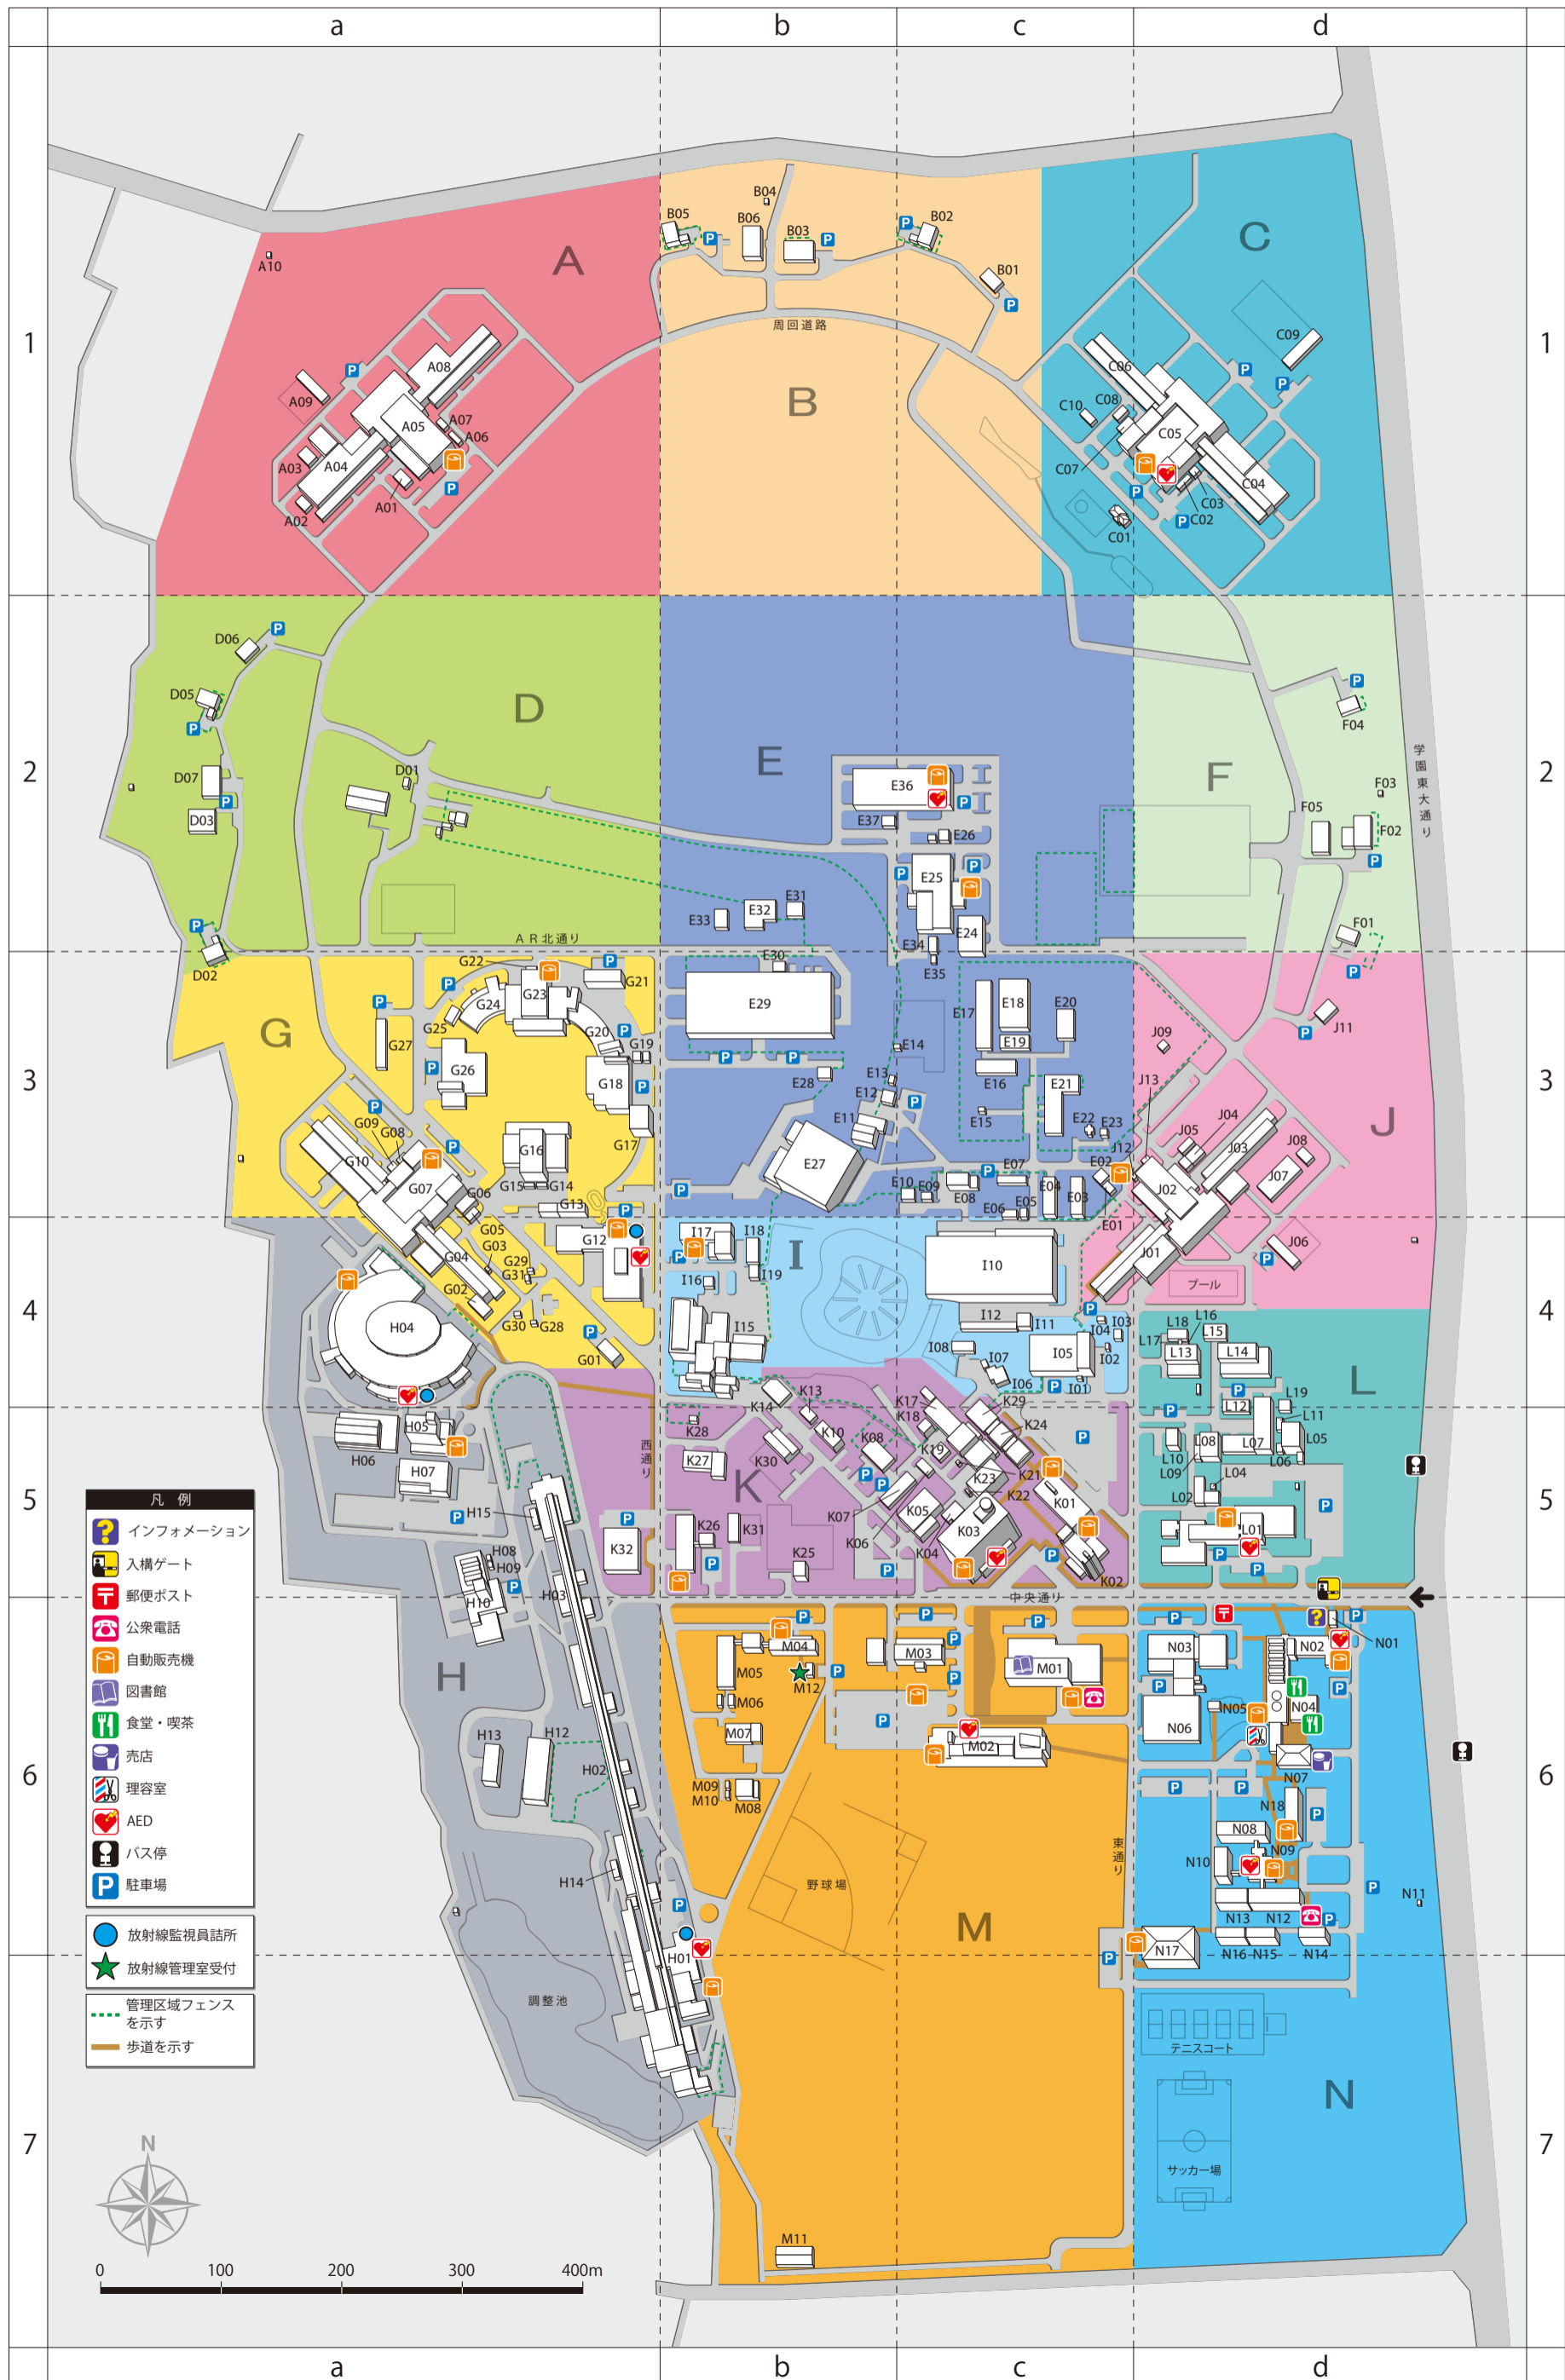 a b c d
1 1
A
A10
B05
B04
B06
B03
B02
B01
周回道路
B
C
C09
C06
C10
C08
C05
C07
C04
C03
C02
C01
A08
A09
A05
A07
A06
A03
A04
A01
A02
2 2
D06
D05
D
D01
D07
D03
D02
AR北通り
E
E36
E37
E26
E25
E24
E31
E32
E33
E34
E35
F
F04
F03
F05
F02
F01
学園東大通り
3 3
G
G22
G21
G23
G24
G25
G20
G19
G27
G26
G18
G17
G09
G08
G10
G16
G07
G15
G14
G06
G13
E30
E29
E28
E14
E13
E12
E11
E27
E17
E18
E20
E19
E16
E15
E21
E22
E23
E10
E09
E08
E07
E06
E05
E04
E03
E02
E01
J09
J11
J13
J04
J05
J03
J08
J12
J02
J07
J
4 4
G05
G03
G12
G04
G29
G31
G02
G30
G28
G01
H04
I17
I18
I
I16
I19
I15
I10
I12
I11
I04
I03
I08
I05
I02
I07
I06
I01
J01
J06
プール
L16
L18
L15
L17
L13
L14
L
L19
L12
L11
5 5
H05
H06
H07
H15
H08
H09
H10
H03
西通り
K14
K13
K17
K29
K28
K18
K24
K10
K08
K27
K30
K19
K21
K
K23
K22
K01
K07
K05
K03
K06
K04
K26
K31
K32
K25
K02
L10
L08
L07
L05
L09
L06
L04
L02
L01
中央通り
凡例
インフォメーション
入構ゲート
郵便ポスト
公衆電話
自動販売機
図書館
食堂・喫茶
売店
理容室
AED
バス停
P 駐車場
放射線監視員詰所
放射線管理室受付
管理区域フェンス
を示す
歩道を示す
6 6
H
H13
H12
H02
H14
H01
調整池
M04
M05
M12
M06
M07
M09
M10
M08
M03
M01
M02
野球場
M
東通り
N03
N02
N01
N05
N04
N06
N07
N18
N08
N09
N10
N11
N13
N12
N17
N16
N15
N14
7 7
テニスコート
N
サッカー場
M11
N
0 100 200 300 400m
a b c d